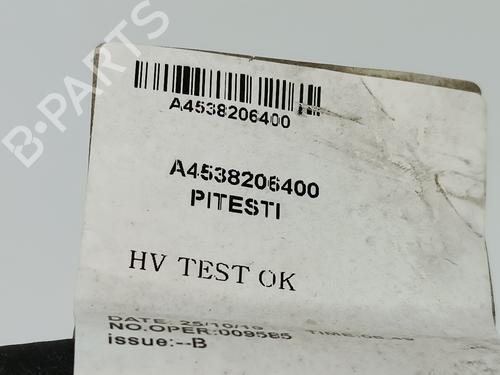 A4538206400
A4538206400
PITESTI
HV TEST OK
DATE: 25/10/19
NO.OPER:009585
issue:--B
B-PARTS